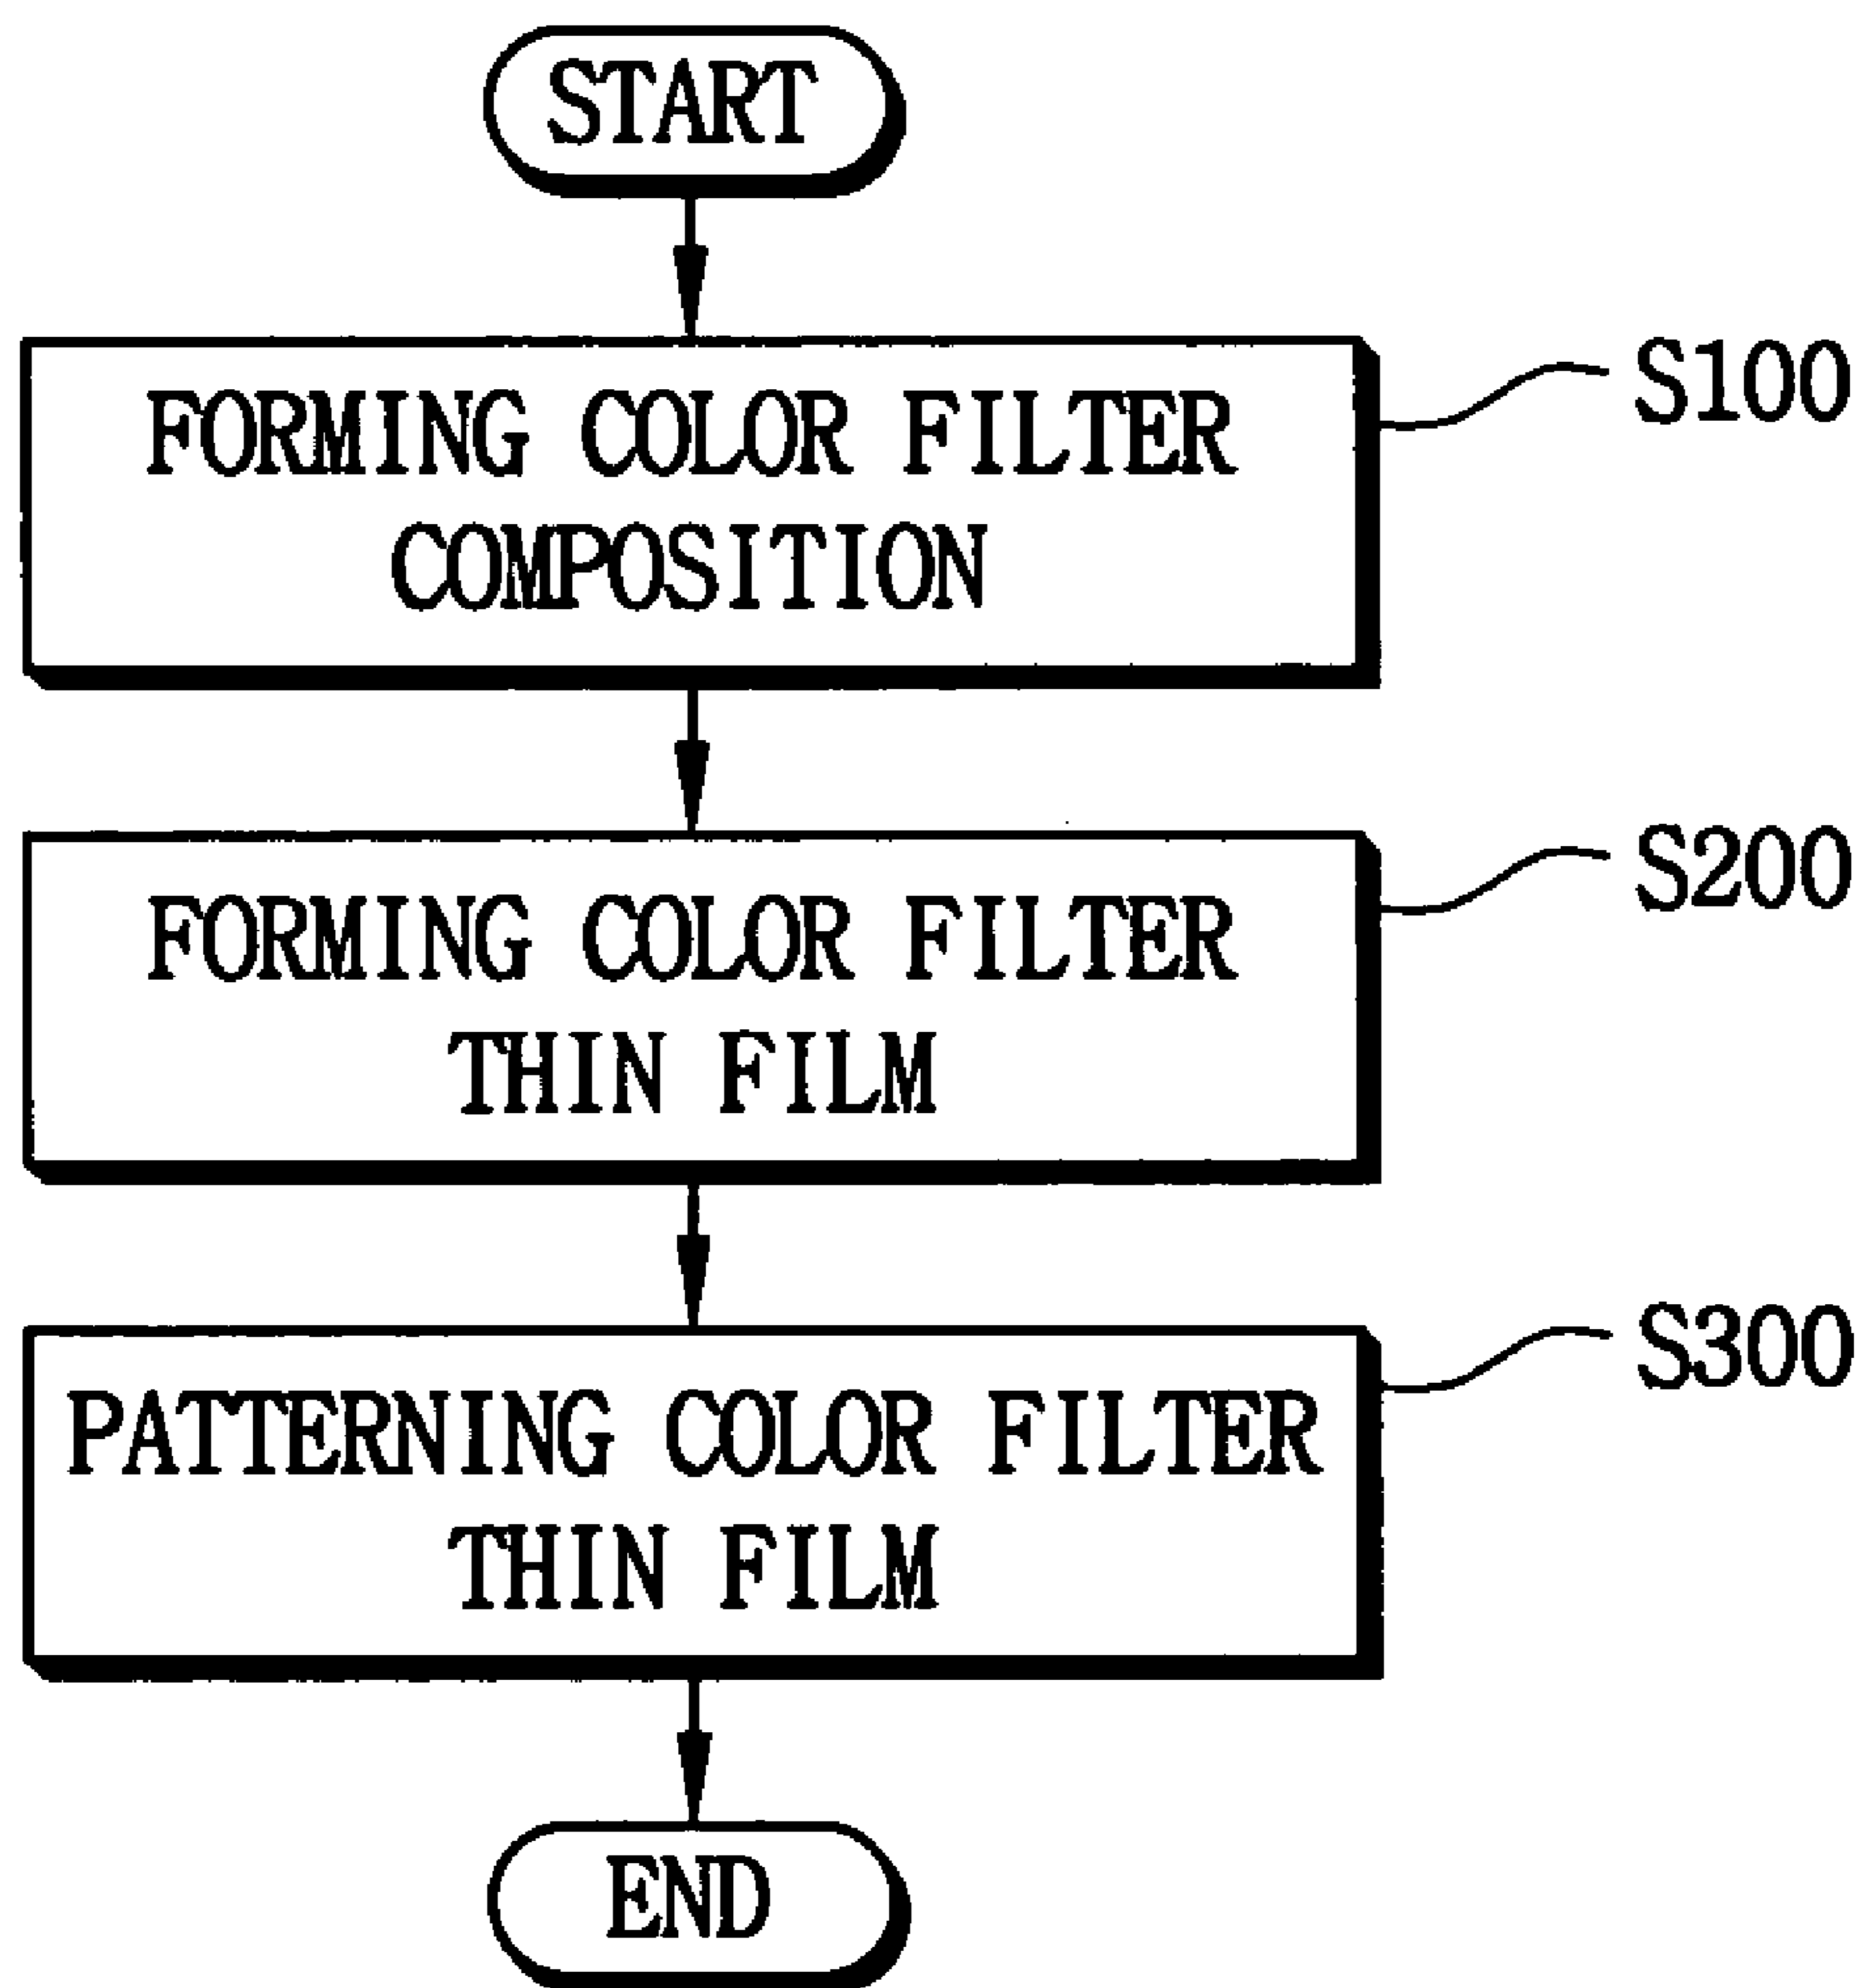 START
FORMING COLOR FILTER
COMPOSITION
S100
FORMING COLOR FILTER
THIN FILM
S200
PATTERNING COLOR FILTER
THIN FILM
S300
END